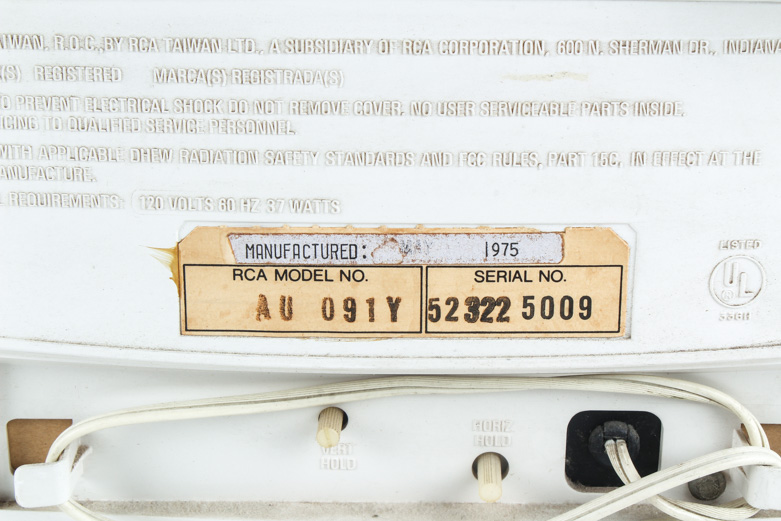 IWAN, R.O.C., BY RCA TAIWAN LTD., A SUBSIDIARY OF RCA CORPORATION, 600 N. SHERMAN DR., INDIANA
(S) REGISTERED MARCA(S) REGISTRADA(S)
O PREVENT ELECTRICAL SHOCK DO NOT REMOVE COVER. NO USER SERVICEABLE PARTS INSIDE.
ICING TO QUALIFIED SERVICE PERSONNEL.
WITH APPLICABLE DHEW RADIATION SAFETY STANDARDS AND FCC RULES, PART 15C, IN EFFECT AT THE
ANUFACTURE.
L REQUIREMENTS: 120 VOLTS 60 HZ 37 WATTS
MANUFACTURED: MAY 1975
RCA MODEL NO. SERIAL NO.
AU 091Y 52322 5009
LISTED
UL
VERT
HOLD
HORIZ
HOLD